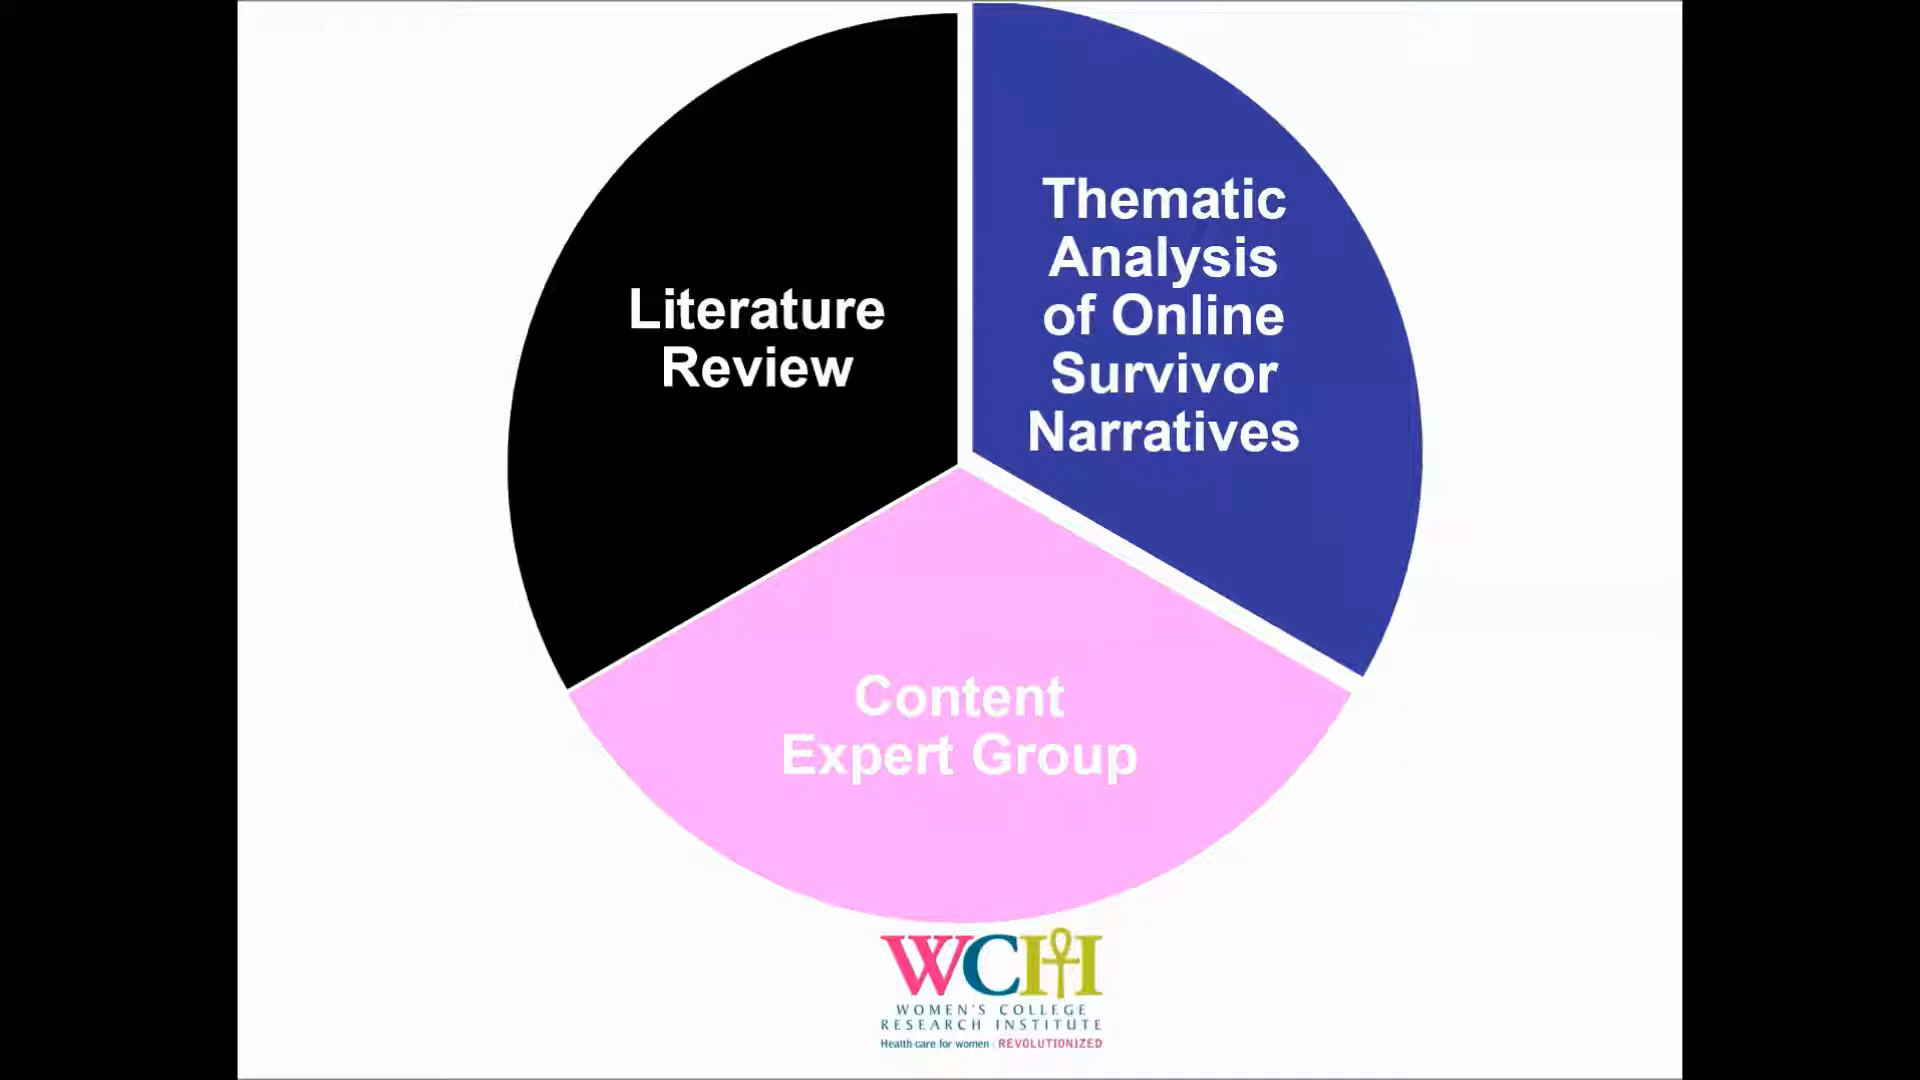 Literature
Review
Thematic
Analysis
of Online
Survivor
Narratives
Content
Expert Group
WCH
WOMEN'S COLLEGE
RESEARCH INSTITUTE
Health care for women | REVOLUTIONIZED